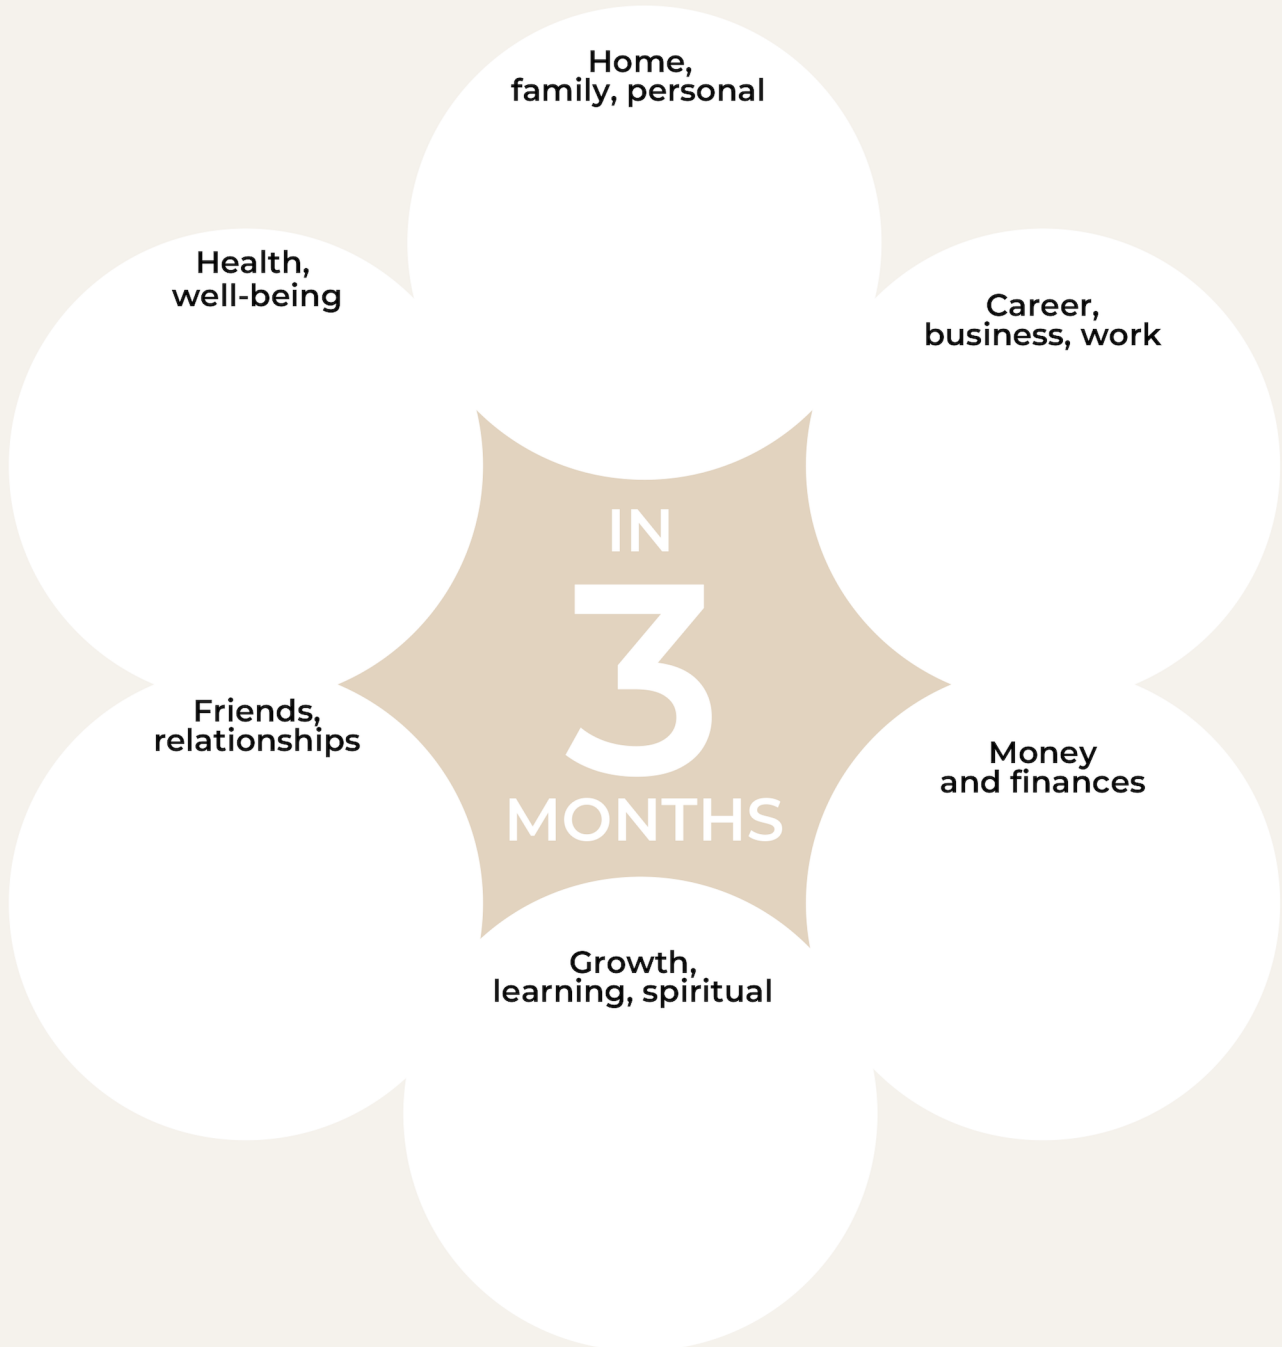 Home,
family, personal
Health,
well-being
Career,
business, work
IN
3
MONTHS
Friends,
relationships
Money
and finances
Growth,
learning, spiritual